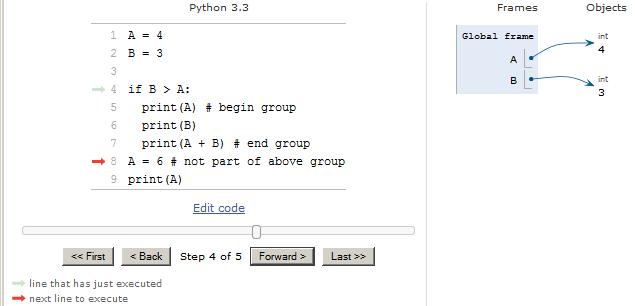 Python 3.3
1 A = 4
2 B = 3
3
4 if B > A:
5 print(A) # begin group
6 print(B)
7 print(A + B) # end group
8 A = 6 # not part of above group
9 print(A)
Edit code
<< First < Back Step 4 of 5 Forward > Last >>
line that has just executed
next line to execute
Frames Objects
Global frame
A
B
int
4
int
3